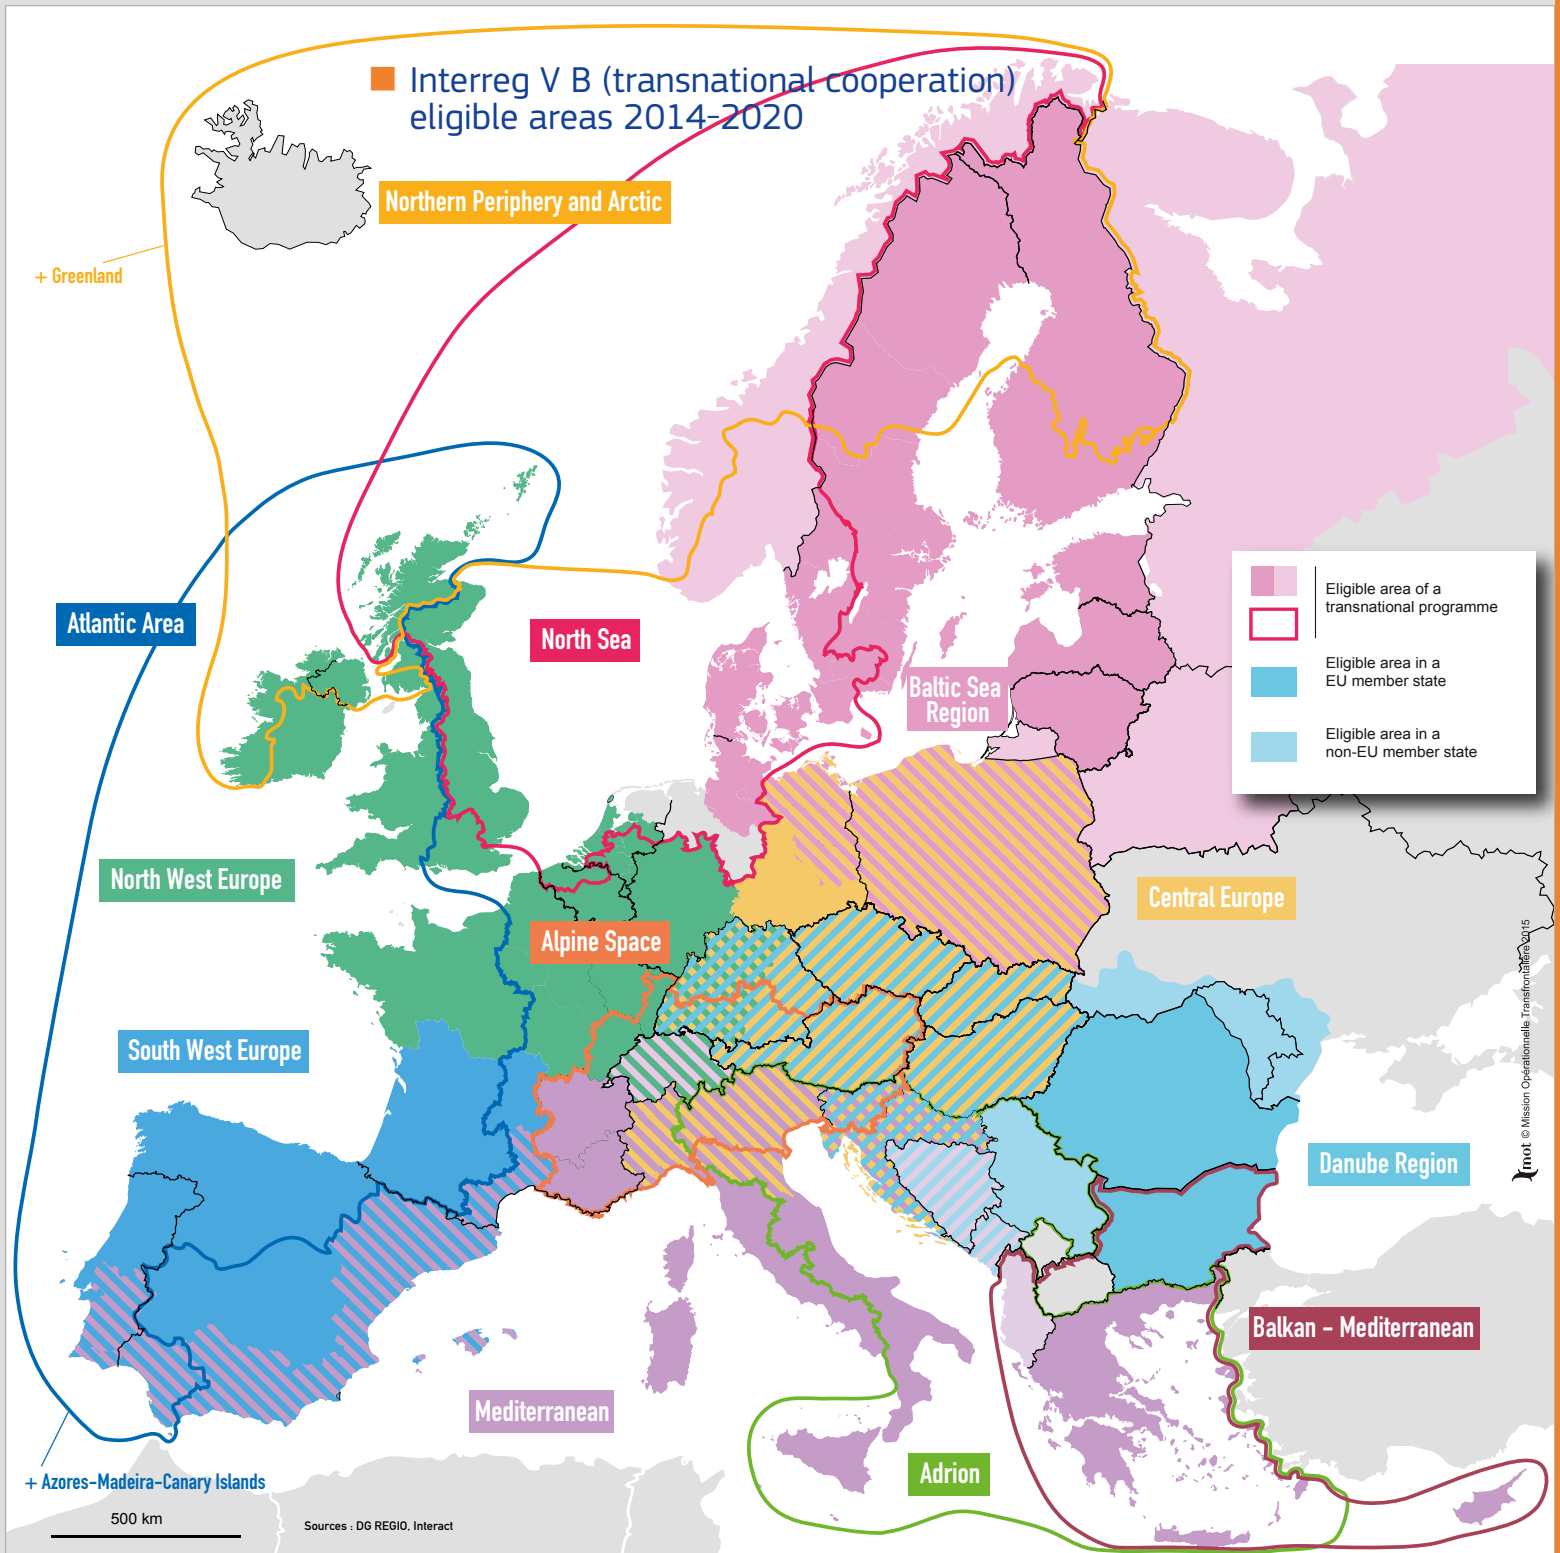 Interreg V B (transnational cooperation)
eligible areas 2014-2020
Northern Periphery and Arctic
+ Greenland
Atlantic Area
North Sea
Eligible area of a
transnational programme
Eligible area in a
EU member state
Eligible area in a
non-EU member state
Baltic Sea
Region
North West Europe
Central Europe
Alpine Space
South West Europe
Danube Region
Balkan - Mediterranean
Mediterranean
Adrion
+ Azores-Madeira-Canary Islands
500 km
Sources : DG REGIO, Interact
mot © Mission Opérationnelle Transfrontalière 2015